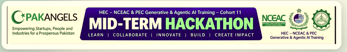 PAKANGELS
Empowering Startups, People and
Industries for a Prosperous Pakistan
HEC – NCEAC & PEC Generative & Agentic AI Training – Cohort 11
MID-TERM HACKATHON
LEARN | COLLABORATE | INNOVATE | BUILD | CREATE IMPACT
NCEAC
HEC – NCEAC & PEC
Generative & Agentic AI Training